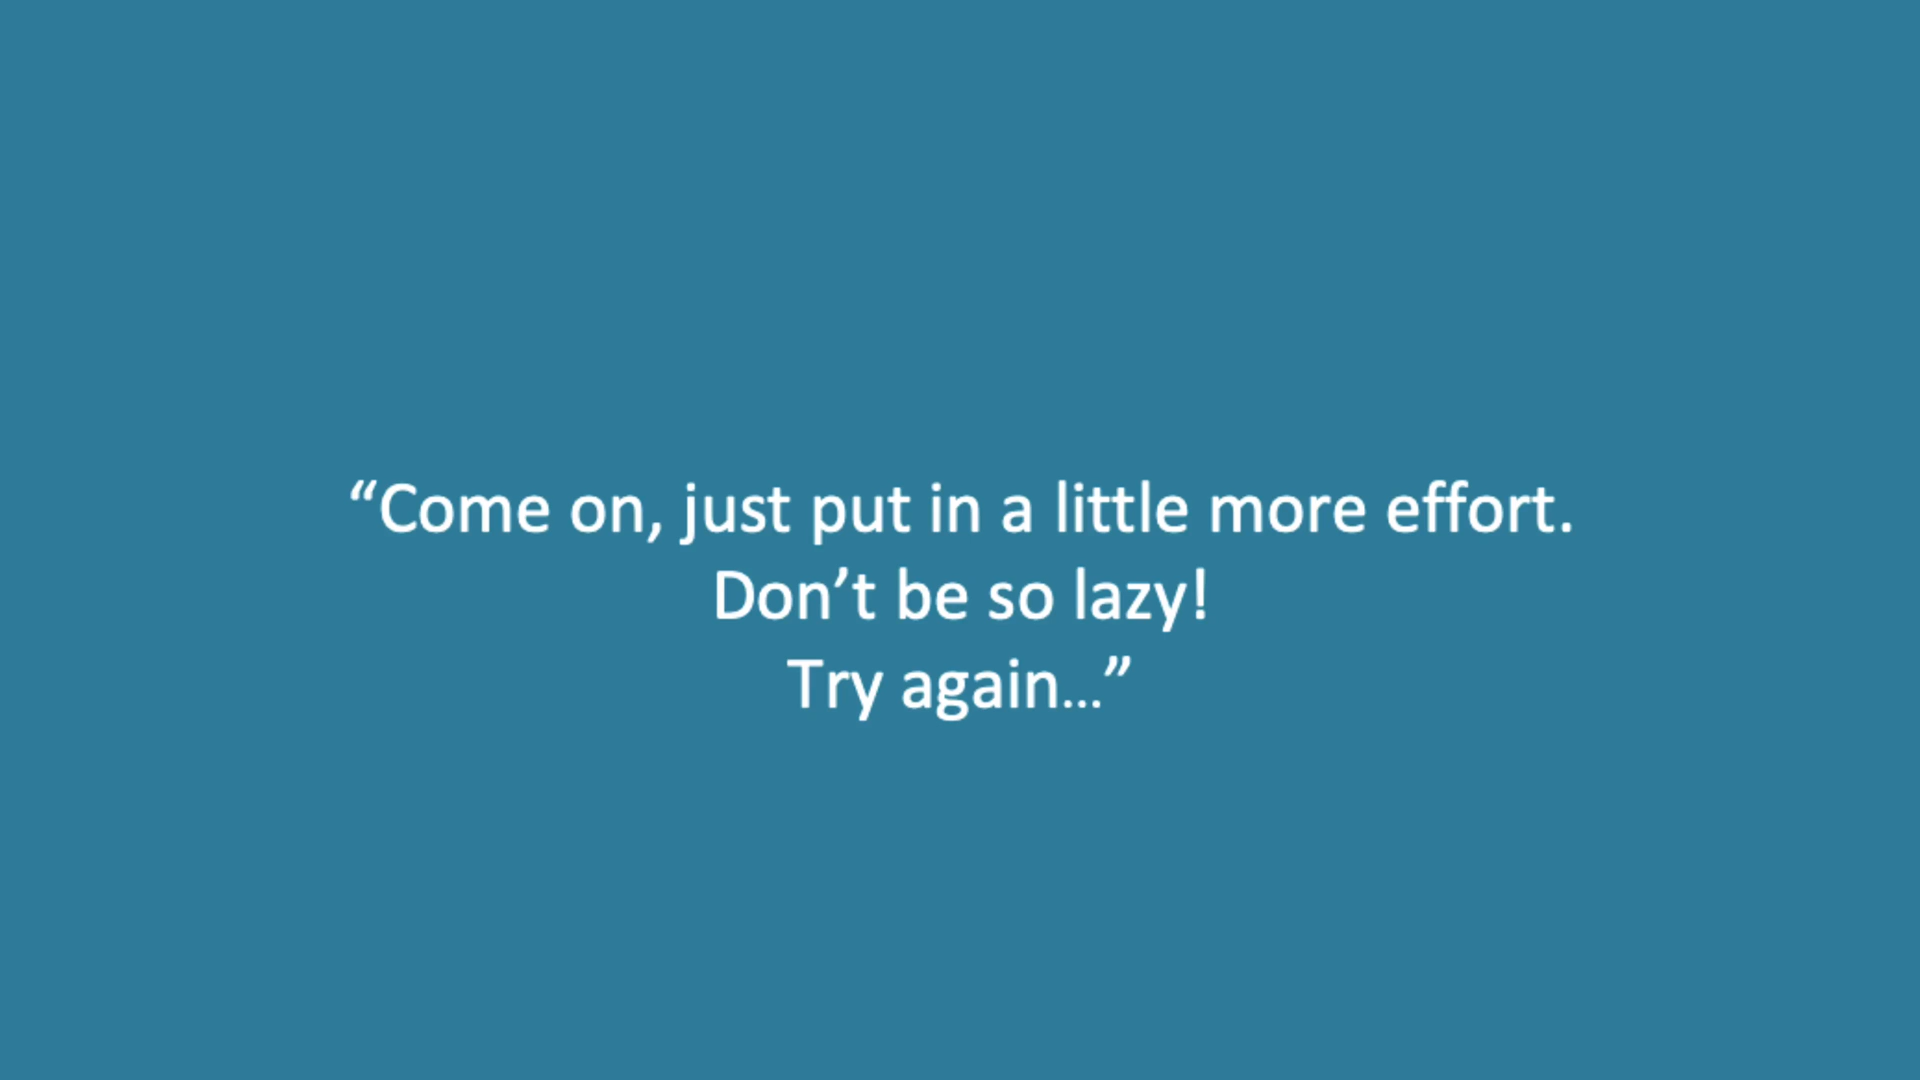 “Come on, just put in a little more effort.
Don’t be so lazy!
Try again…”